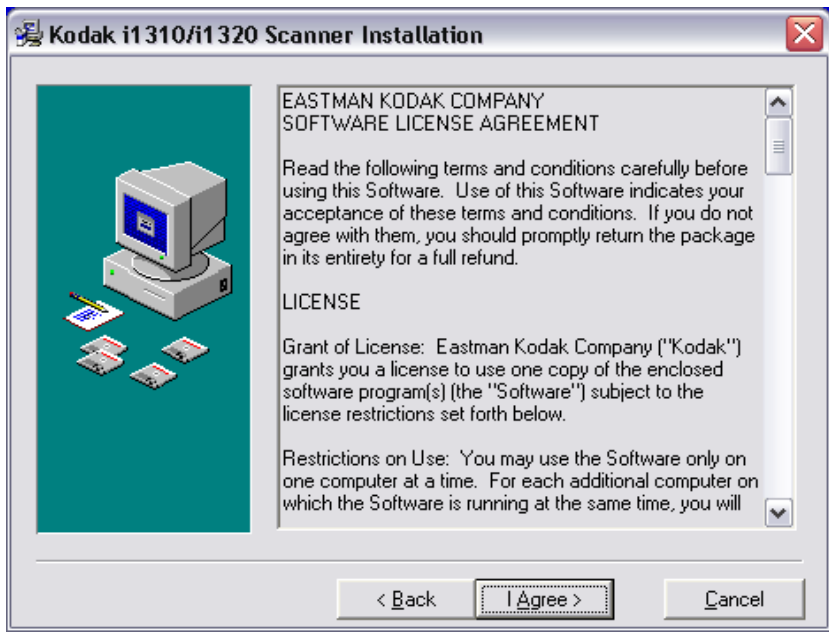 Kodak i1310/i1320 Scanner Installation
EASTMAN KODAK COMPANY
SOFTWARE LICENSE AGREEMENT
Read the following terms and conditions carefully before
using this Software.  Use of this Software indicates your
acceptance of these terms and conditions.  If you do not
agree with them, you should promptly return the package
in its entirety for a full refund.
LICENSE
Grant of License:  Eastman Kodak Company ("Kodak")
grants you a license to use one copy of the enclosed
software program(s) (the "Software") subject to the
license restrictions set forth below.
Restrictions on Use:  You may use the Software only on
one computer at a time.  For each additional computer on
which the Software is running at the same time, you will
< Back
I Agree >
Cancel